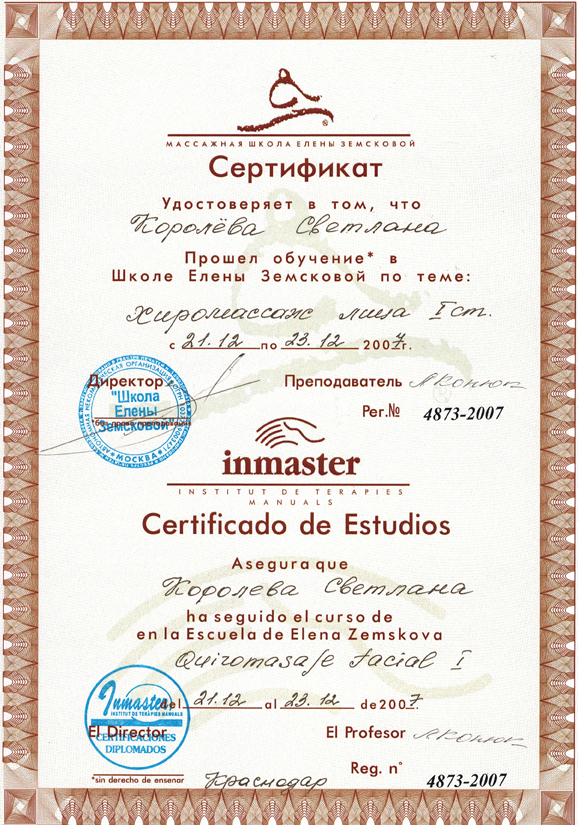 МАССАЖНАЯ ШКОЛА ЕЛЕНЫ ЗЕМСКОВОЙ
Сертификат
Удостоверяет в том, что
Королёва Светлана
Прошел обучение* в
Школе Елены Земсковой по теме:
Хиромассаж лица I ст.
с 21.12 по 23.12 2007г.
Директор Преподаватель
"Школа
Елены
Земсковой"
МОСКВА
Рег.№ 4873-2007
inmaster
INSTITUT DE TERAPIES
MANUALS
Certificado de Estudios
Asegura que
Королева Светлана
ha seguido el curso de
en la Escuela de Elena Zemskova
Quiromasaje facial I
del 21.12 al 23.12 de 2007
Inmaster
INSTITUT DE TERÀPIES MANUALS
El Director El Profesor
CERTIFICACIONES
DIPLOMADOS
Reg. n° 4873-2007
*sin derecho de ensenar Краснодар